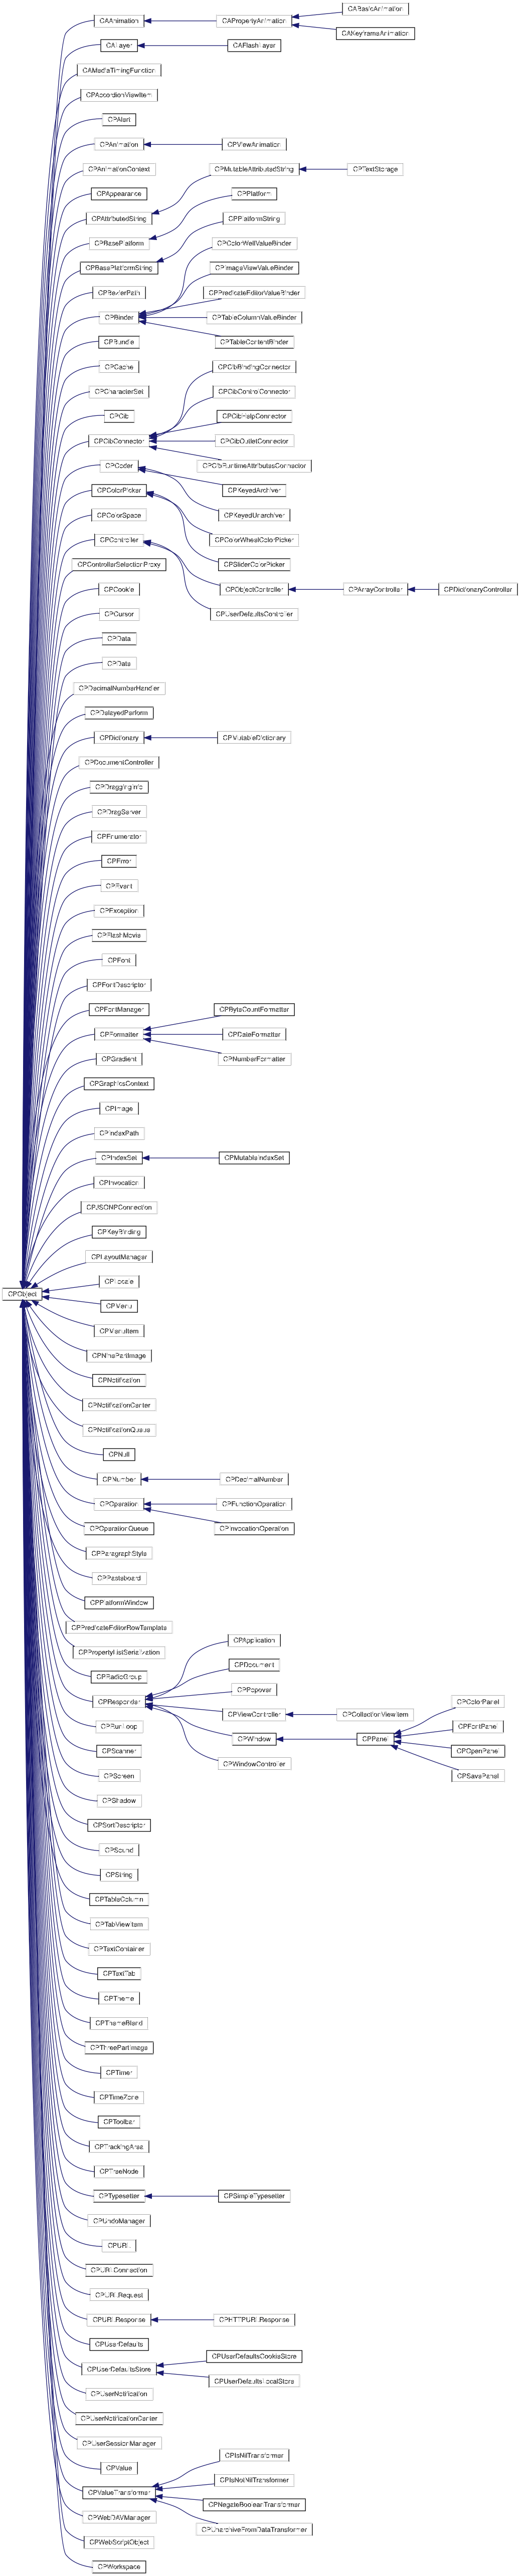 CAAnimation
CAPropertyAnimation
CABasicAnimation
CAKeyframeAnimation
CALayer
CAFlashLayer
CAMediaTimingFunction
CPAccordionViewItem
CPAlert
CPAnimation
CPViewAnimation
CPAnimationContext
CPMutableAttributedString
CPTextStorage
CPAppearance
CPPlatform
CPAttributedString
CPPlatformString
CPBasePlatform
CPColorWellValueBinder
CPBasePlatformString
CPImageViewValueBinder
CPBezierPath
CPPredicateEditorValueBinder
CPBinder
CPTableColumnValueBinder
CPBundle
CPTableContentBinder
CPCache
CPCibBindingConnector
CPCharacterSet
CPCibControlConnector
CPCib
CPCibHelpConnector
CPCibConnector
CPCibOutletConnector
CPCibRuntimeAttributesConnector
CPCoder
CPKeyedArchiver
CPColorPicker
CPKeyedUnarchiver
CPColorSpace
CPColorWheelColorPicker
CPController
CPSliderColorPicker
CPControllerSelectionProxy
CPCookie
CPObjectController
CPArrayController
CPDictionaryController
CPCursor
CPUserDefaultsController
CPData
CPDate
CPDecimalNumberHandler
CPDelayedPerform
CPDictionary
CPMutableDictionary
CPDocumentController
CPDraggingInfo
CPDragServer
CPEnumerator
CPError
CPEvent
CPException
CPFlashMovie
CPFont
CPFontDescriptor
CPFontManager
CPByteCountFormatter
CPFormatter
CPDateFormatter
CPGradient
CPNumberFormatter
CPGraphicsContext
CPImage
CPIndexPath
CPIndexSet
CPMutableIndexSet
CPInvocation
CPJSONPConnection
CPKeyBinding
CPLayoutManager
CPLocale
CPObject
CPMenu
CPMenuItem
CPNinePartImage
CPNotification
CPNotificationCenter
CPNotificationQueue
CPNull
CPNumber
CPDecimalNumber
CPOperation
CPFunctionOperation
CPOperationQueue
CPInvocationOperation
CPParagraphStyle
CPPasteboard
CPPlatformWindow
CPPredicateEditorRowTemplate
CPPropertyListSerialization
CPApplication
CPRadioGroup
CPDocument
CPResponder
CPPopover
CPViewController
CPCollectionViewItem
CPColorPanel
CPRunLoop
CPWindow
CPPanel
CPFontPanel
CPScanner
CPWindowController
CPOpenPanel
CPScreen
CPSavePanel
CPShadow
CPSortDescriptor
CPSound
CPString
CPTableColumn
CPTabViewItem
CPTextContainer
CPTextTab
CPTheme
CPThemeBlend
CPThreePartImage
CPTimer
CPTimeZone
CPToolbar
CPTrackingArea
CPTreeNode
CPTypesetter
CPSimpleTypesetter
CPUndoManager
CPURL
CPURLConnection
CPURLRequest
CPURLResponse
CPHTTPURLResponse
CPUserDefaults
CPUserDefaultsCookieStore
CPUserDefaultsStore
CPUserDefaultsLocalStore
CPUserNotification
CPUserNotificationCenter
CPUserSessionManager
CPIsNilTransformer
CPValue
CPIsNotNilTransformer
CPValueTransformer
CPNegateBooleanTransformer
CPWebDAVManager
CPUnarchiveFromDataTransformer
CPWebScriptObject
CPWorkspace